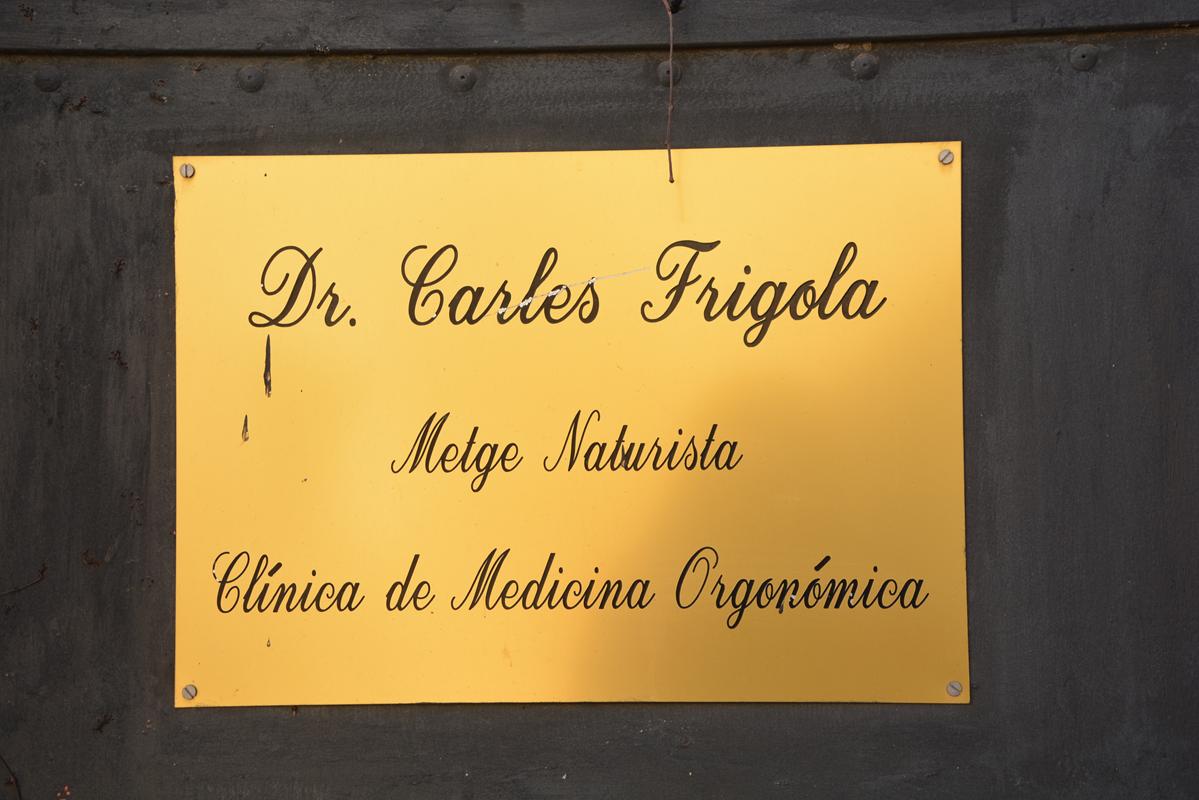 Dr. Carles Frigola
Metge Naturista
Clínica de Medicina Orgonómica